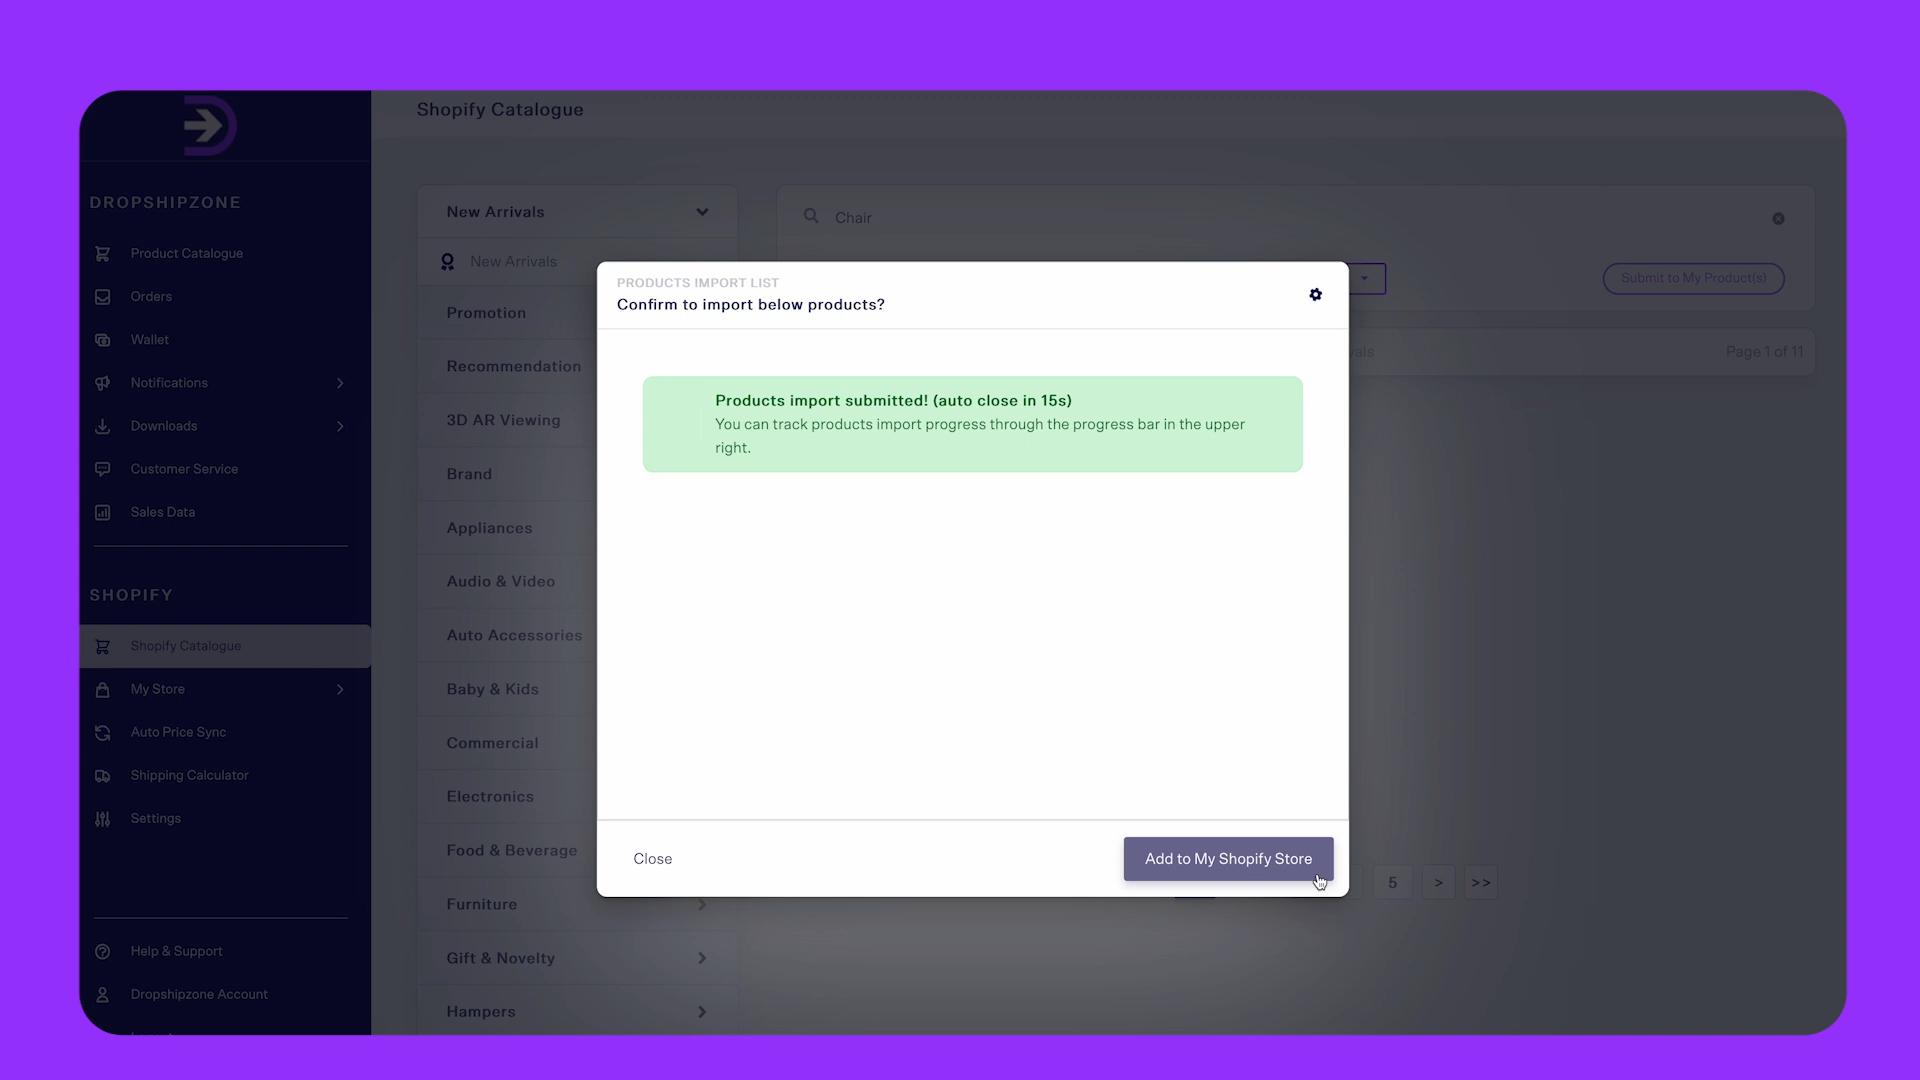 Shopify Catalogue
DROPSHIPZONE
Product Catalogue
Orders
Wallet
Notifications
Downloads
Customer Service
Sales Data
SHOPIFY
Shopify Catalogue
My Store
Auto Price Sync
Shipping Calculator
Settings
Help & Support
Dropshipzone Account
New Arrivals
New Arrivals
Promotion
Recommendation
3D AR Viewing
Brand
Appliances
Audio & Video
Auto Accessories
Baby & Kids
Commercial
Electronics
Food & Beverage
Furniture
Gift & Novelty
Hampers
Chair
Submit to My Product(s)
Page 1 of 11
PRODUCTS IMPORT LIST
Confirm to import below products?
Products import submitted! (auto close in 15s)
You can track products import progress through the progress bar in the upper
right.
Close
Add to My Shopify Store
5 > >>